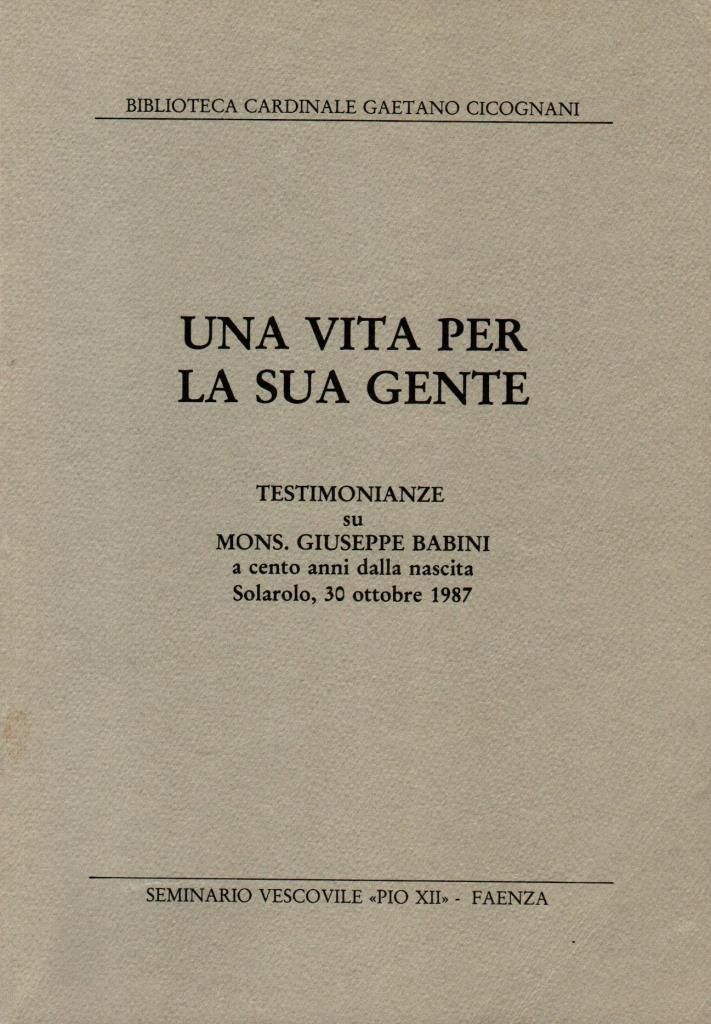 BIBLIOTECA CARDINALE GAETANO CICOGNANI
UNA VITA PER
LA SUA GENTE
TESTIMONIANZE
su
MONS. GIUSEPPE BABINI
a cento anni dalla nascita
Solarolo, 30 ottobre 1987
SEMINARIO VESCOVILE «PIO XII» - FAENZA